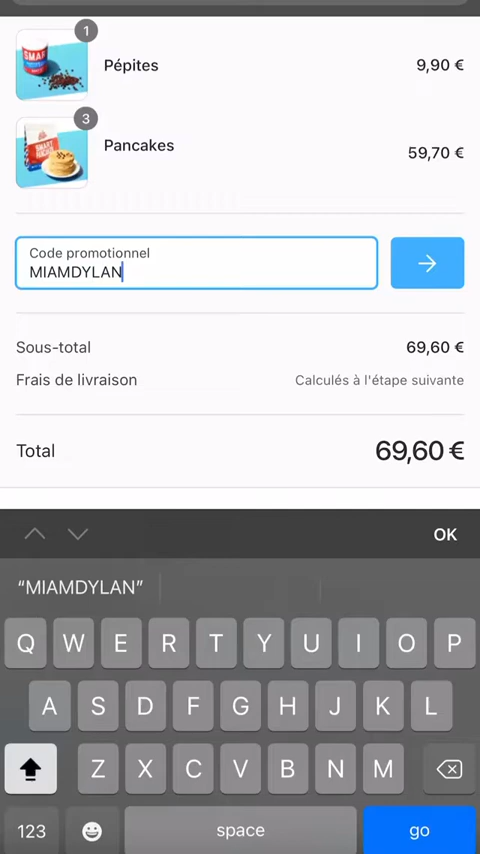 1
Pépites
9,90 €
3
Pancakes
59,70 €
Code promotionnel
MIAMDYLAN
Sous-total
69,60 €
Frais de livraison
Calculés à l'étape suivante
Total
69,60 €
OK
“MIAMDYLAN”
Q W E R T Y U I O P
A S D F G H J K L
Z X C V B N M
123
space
go